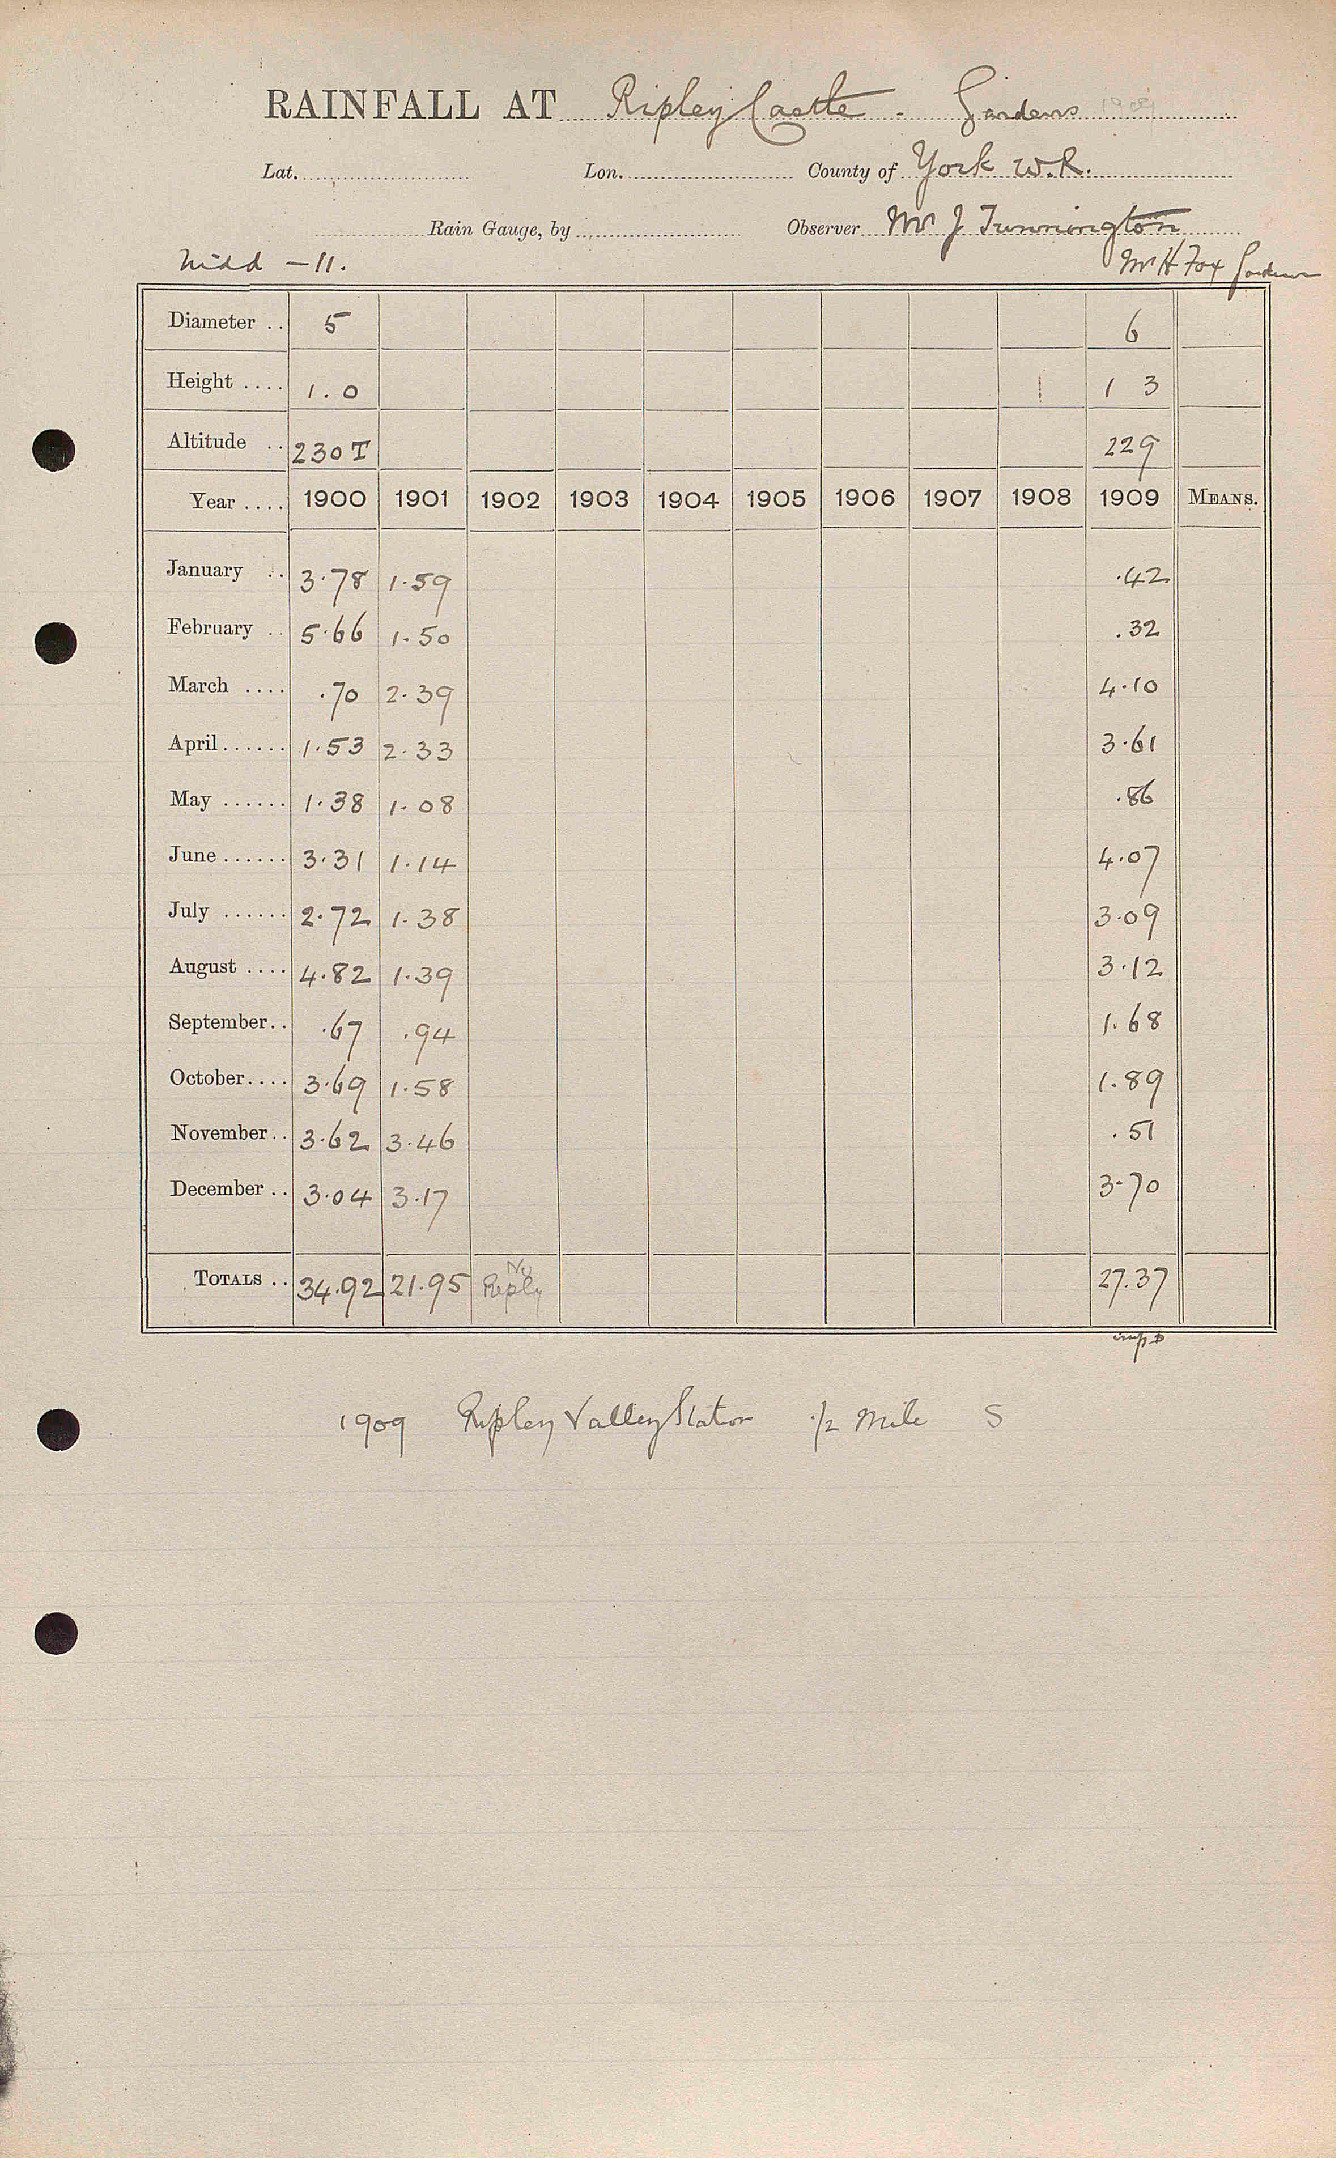 RAINFALL AT Ripley Castle. Gardens 1909
Lat. Lon. County of York W.R.
Rain Gauge, by Observer Mr J Tunnington
Nidd - 11. Mr H Fox Gardener
Diameter .. 5 6
Height .... 1.0 1 3
Altitude .. 230 T 229
Year .... 1900 1901 1902 1903 1904 1905 1906 1907 1908 1909 MEANS.
January .. 3.78 1.59 .42
February .. 5.66 1.50 .32
March .... .70 2.39 4.10
April ...... 1.53 2.33 3.61
May ...... 1.38 1.08 .86
June ...... 3.31 1.14 4.07
July ...... 2.72 1.38 3.09
August .... 4.82 1.39 3.12
September.. .67 .94 1.68
October.... 3.69 1.58 1.89
November.. 3.62 3.46 .51
December .. 3.04 3.17 3.70
TOTALS .. 34.92 21.95 No Reply 27.37
1909 Ripley Valley Station 1/2 mile S